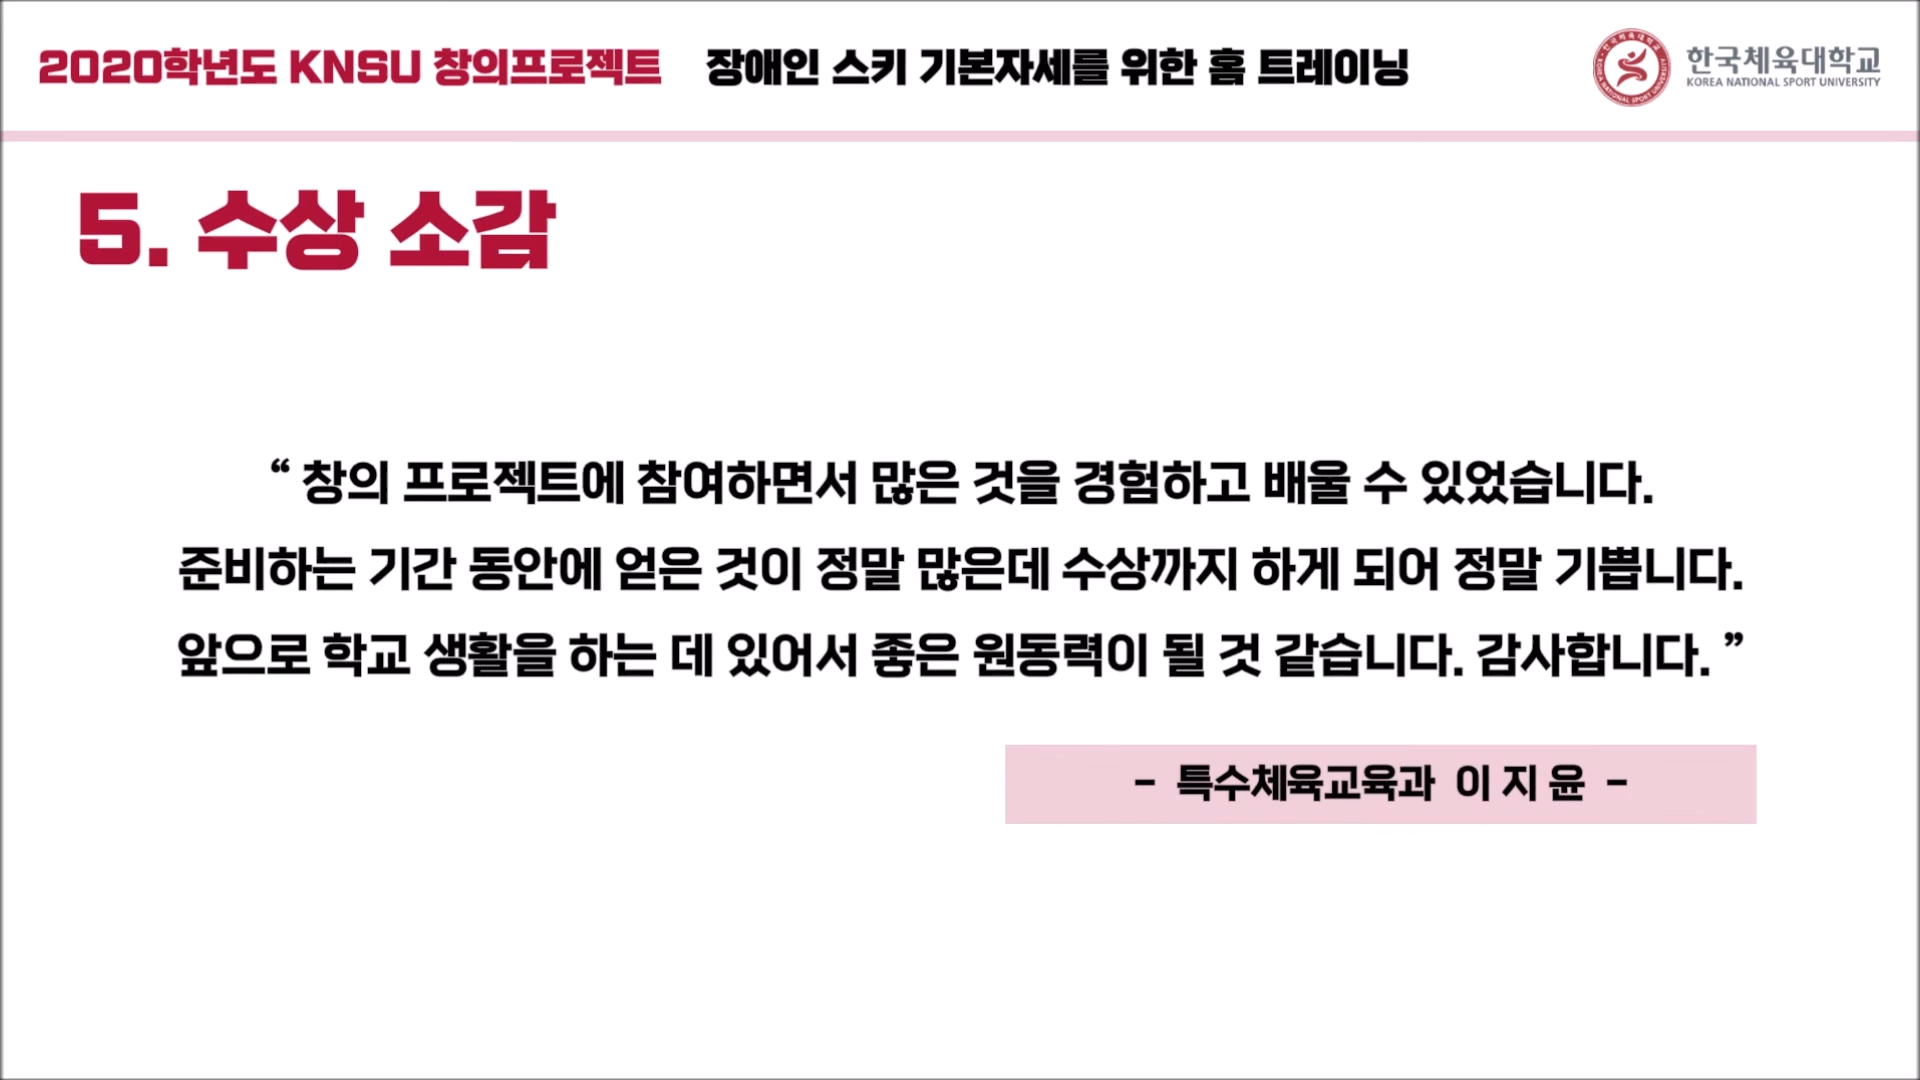 2020학년도 KNSU 창의프로젝트 장애인 스키 기본자세를 위한 홈 트레이닝
한국체육대학교
KOREA NATIONAL SPORT UNIVERSITY
5. 수상 소감
“ 창의 프로젝트에 참여하면서 많은 것을 경험하고 배울 수 있었습니다.
준비하는 기간 동안에 얻은 것이 정말 많은데 수상까지 하게 되어 정말 기쁩니다.
앞으로 학교 생활을 하는 데 있어서 좋은 원동력이 될 것 같습니다. 감사합니다. ”
- 특수체육교육과 이 지 윤 -